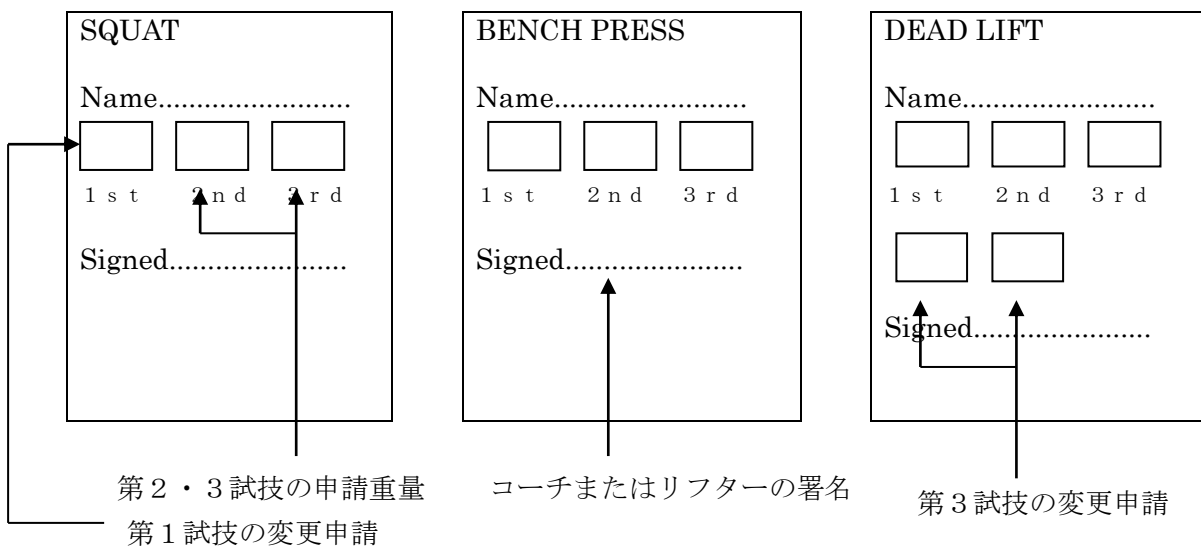 SQUAT
Name.........................
１ｓｔ　２ｎｄ　３ｒｄ
Signed.......................
BENCH PRESS
Name.........................
１ｓｔ　２ｎｄ　３ｒｄ
Signed.......................
DEAD LIFT
Name.........................
１ｓｔ　２ｎｄ　３ｒｄ
Signed.......................
第２・３試技の申請重量
第１試技の変更申請
コーチまたはリフターの署名
第３試技の変更申請